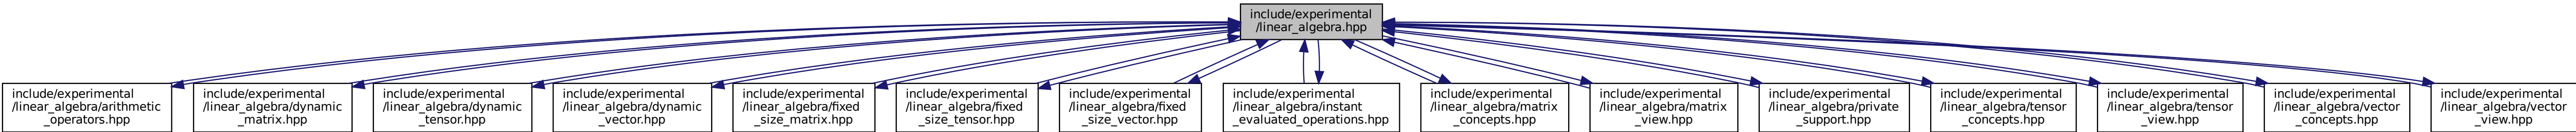 include/experimental
/linear_algebra.hpp
include/experimental
/linear_algebra/arithmetic
_operators.hpp
include/experimental
/linear_algebra/dynamic
_matrix.hpp
include/experimental
/linear_algebra/dynamic
_tensor.hpp
include/experimental
/linear_algebra/dynamic
_vector.hpp
include/experimental
/linear_algebra/fixed
_size_matrix.hpp
include/experimental
/linear_algebra/fixed
_size_tensor.hpp
include/experimental
/linear_algebra/fixed
_size_vector.hpp
include/experimental
/linear_algebra/instant
_evaluated_operations.hpp
include/experimental
/linear_algebra/matrix
_concepts.hpp
include/experimental
/linear_algebra/matrix
_view.hpp
include/experimental
/linear_algebra/private
_support.hpp
include/experimental
/linear_algebra/tensor
_concepts.hpp
include/experimental
/linear_algebra/tensor
_view.hpp
include/experimental
/linear_algebra/vector
_concepts.hpp
include/experimental
/linear_algebra/vector
_view.hpp